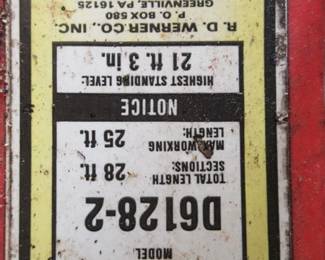 MODEL
D6128-2
TOTAL LENGTH
SECTIONS: 28 ft.
MAX. WORKING
LENGTH: 25 ft.
NOTICE
HIGHEST STANDING LEVEL:
21 ft. 3 in.
R. D. WERNER CO., INC
P. O. BOX 580
GREENVILLE, PA 16125